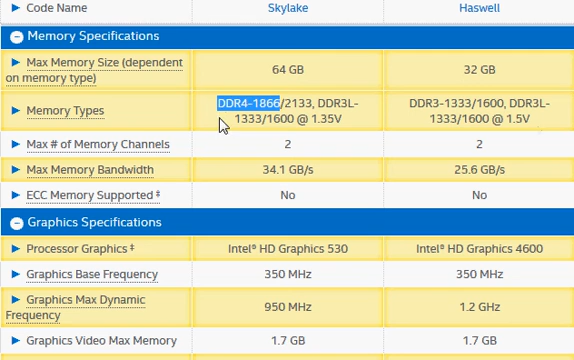 Code Name Skylake Haswell
Memory Specifications
Max Memory Size (dependent on memory type) 64 GB 32 GB
Memory Types DDR4-1866/2133, DDR3L-1333/1600 @ 1.35V DDR3-1333/1600, DDR3L-1333/1600 @ 1.5V
Max # of Memory Channels 2 2
Max Memory Bandwidth 34.1 GB/s 25.6 GB/s
ECC Memory Supported ‡ No No
Graphics Specifications
Processor Graphics ‡ Intel® HD Graphics 530 Intel® HD Graphics 4600
Graphics Base Frequency 350 MHz 350 MHz
Graphics Max Dynamic Frequency 950 MHz 1.2 GHz
Graphics Video Max Memory 1.7 GB 1.7 GB